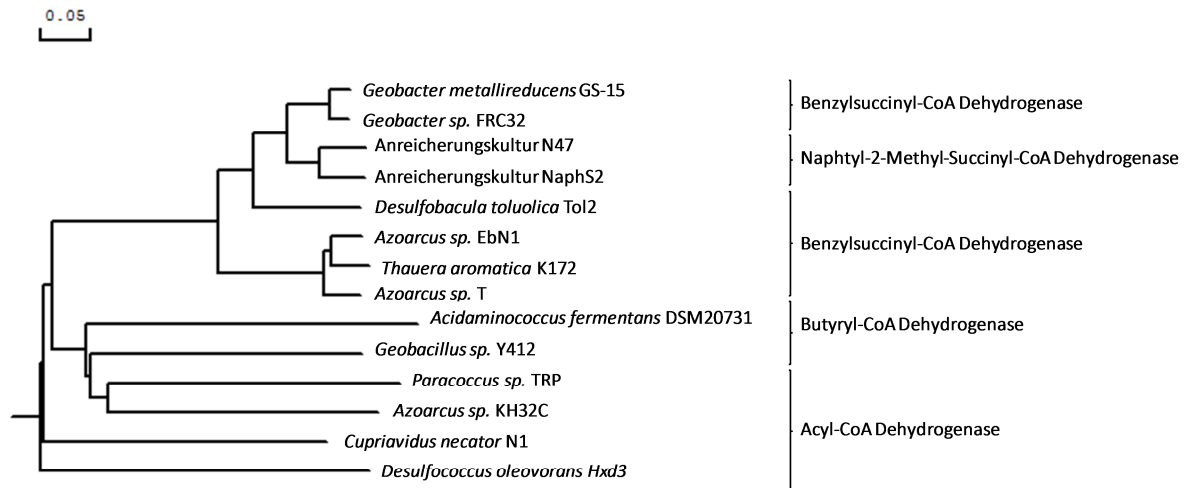 0.05
Geobacter metallireducens GS-15
Geobacter sp. FRC32
Anreicherungskultur N47
Anreicherungskultur NaphS2
Desulfobacula toluolica Tol2
Azoarcus sp. EbN1
Thauera aromatica K172
Azoarcus sp. T
Acidaminococcus fermentans DSM20731
Geobacillus sp. Y412
Paracoccus sp. TRP
Azoarcus sp. KH32C
Cupriavidus necator N1
Desulfococcus oleovorans Hxd3
Benzylsuccinyl-CoA Dehydrogenase
Naphtyl-2-Methyl-Succinyl-CoA Dehydrogenase
Benzylsuccinyl-CoA Dehydrogenase
Butyryl-CoA Dehydrogenase
Acyl-CoA Dehydrogenase